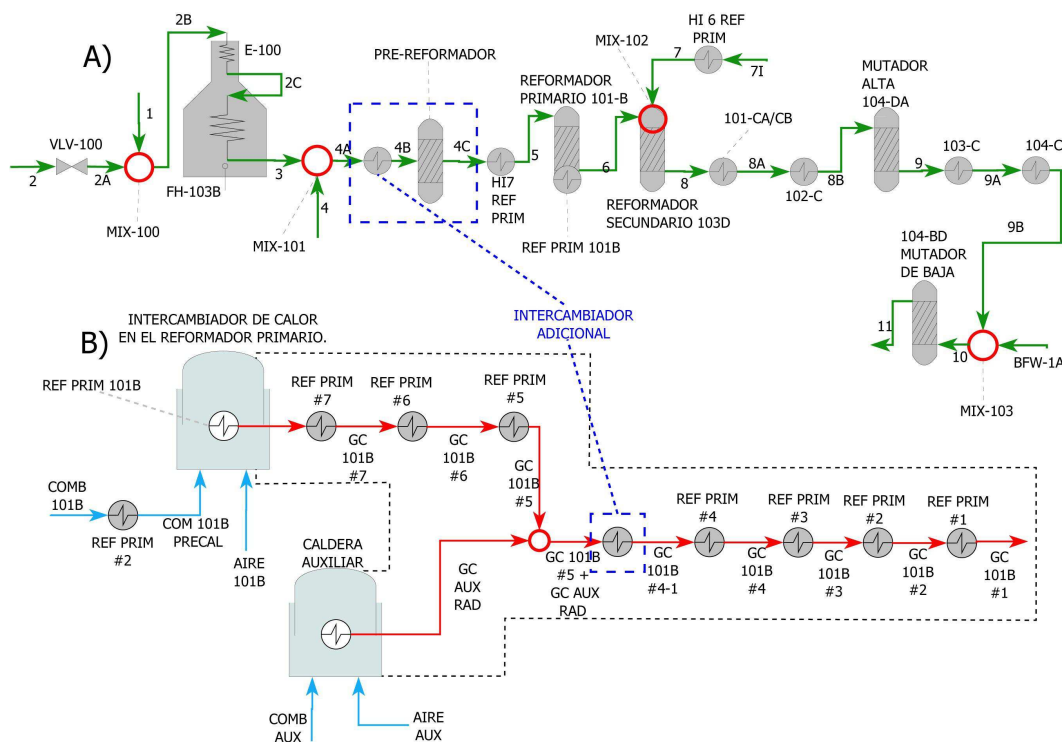 A)
2B
E-100
2C
1
VLV-100
2
2A
MIX-100
FH-103B
3
4
MIX-101
PRE-REFORMADOR
4A
4B
4C
HI7
REF
PRIM
5
REFORMADOR
PRIMARIO 101-B
REF PRIM 101B
6
MIX-102
7
HI 6 REF
PRIM
7I
REFORMADOR
SECUNDARIO 103D
8
101-CA/CB
8A
102-C
8B
MUTADOR
ALTA
104-DA
9
103-C
9A
104-C
9B
104-BD
MUTADOR
DE BAJA
11
10
BFW-1A
MIX-103
INTERCAMBIADOR
ADICIONAL
B)
INTERCAMBIADOR DE CALOR
EN EL REFORMADOR PRIMARIO.
REF PRIM 101B
REF PRIM
#7
REF PRIM
#6
REF PRIM
#5
GC
101B
#7
GC
101B
#6
GC
101B
#5
COMB
101B
REF PRIM
#2
COM 101B
PRECAL
AIRE
101B
CALDERA
AUXILIAR
GC
AUX
RAD
GC 101B
#5 +
GC AUX
RAD
GC
101B
#4-1
REF PRIM
#4
GC
101B
#4
REF PRIM
#3
GC
101B
#3
REF PRIM
#2
GC
101B
#2
REF PRIM
#1
GC
101B
#1
COMB
AUX
AIRE
AUX